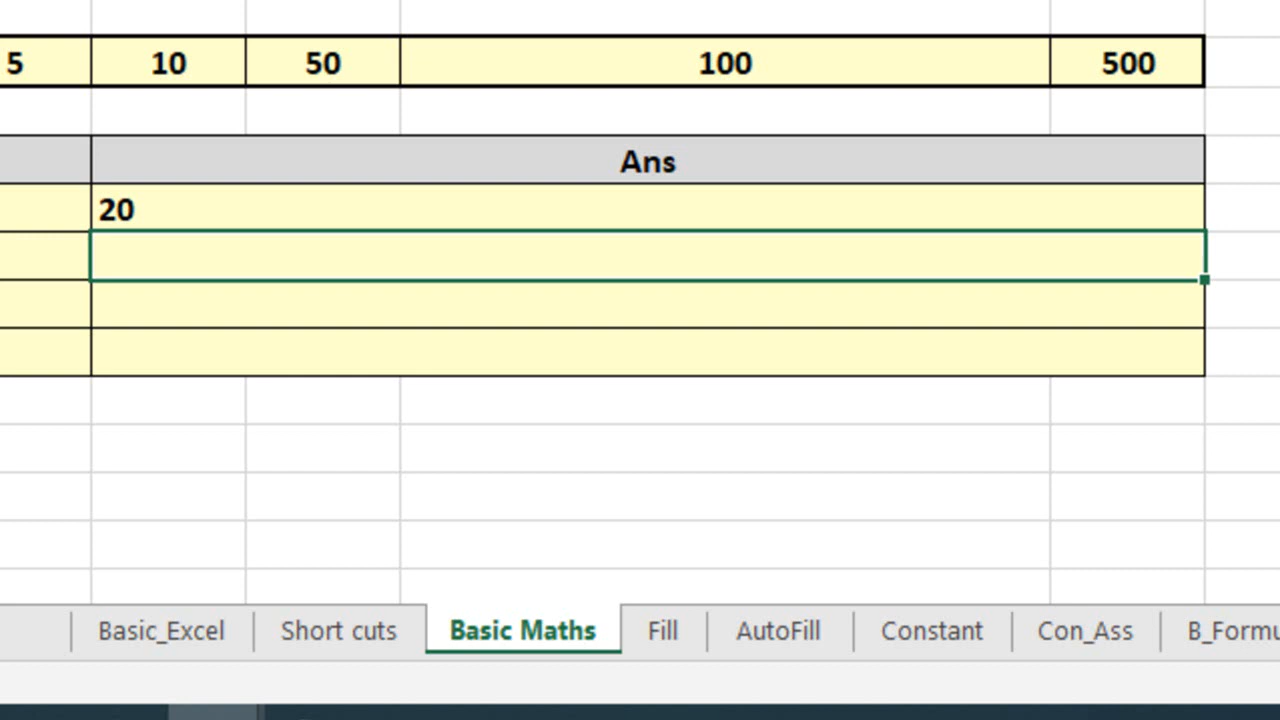 5 10 50 100 500
Ans
20
Basic_Excel Short cuts Basic Maths Fill AutoFill Constant Con_Ass B_Formu